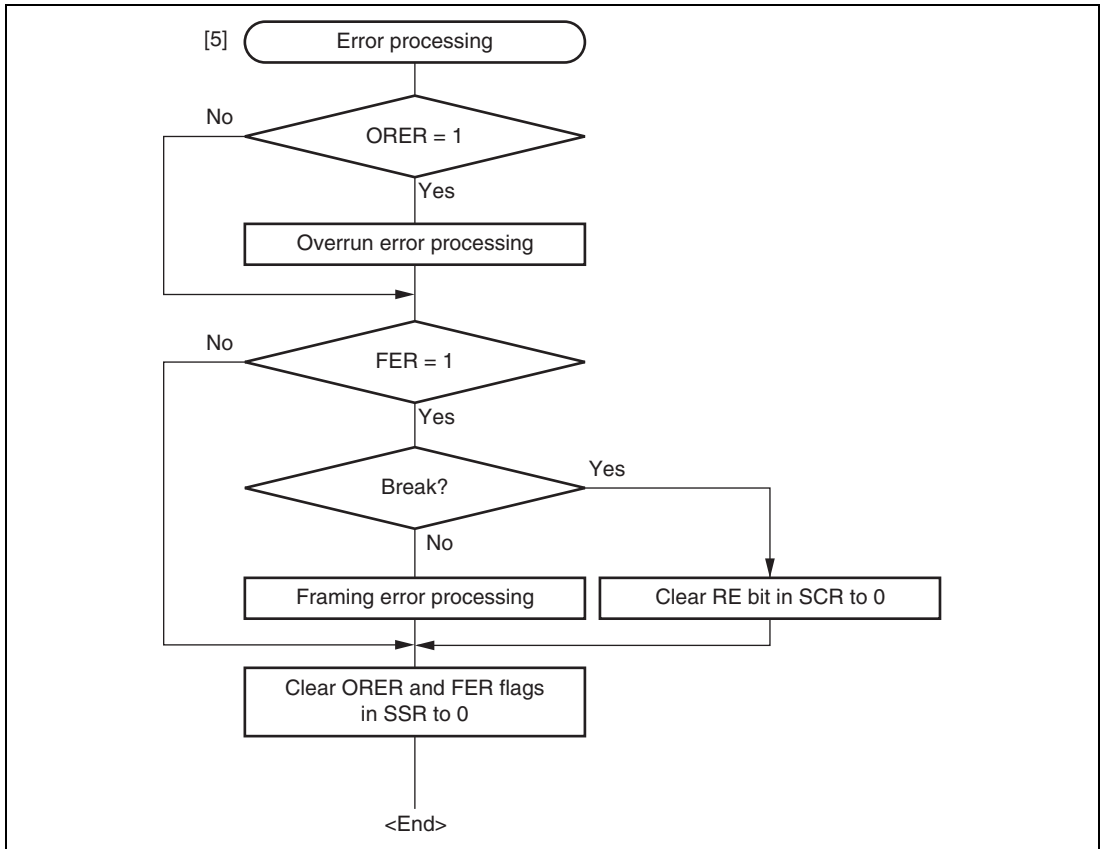 [5] Error processing
No
ORER = 1
Yes
Overrun error processing
No
FER = 1
Yes
Break?
Yes
No
Framing error processing
Clear RE bit in SCR to 0
Clear ORER and FER flags
in SSR to 0
<End>